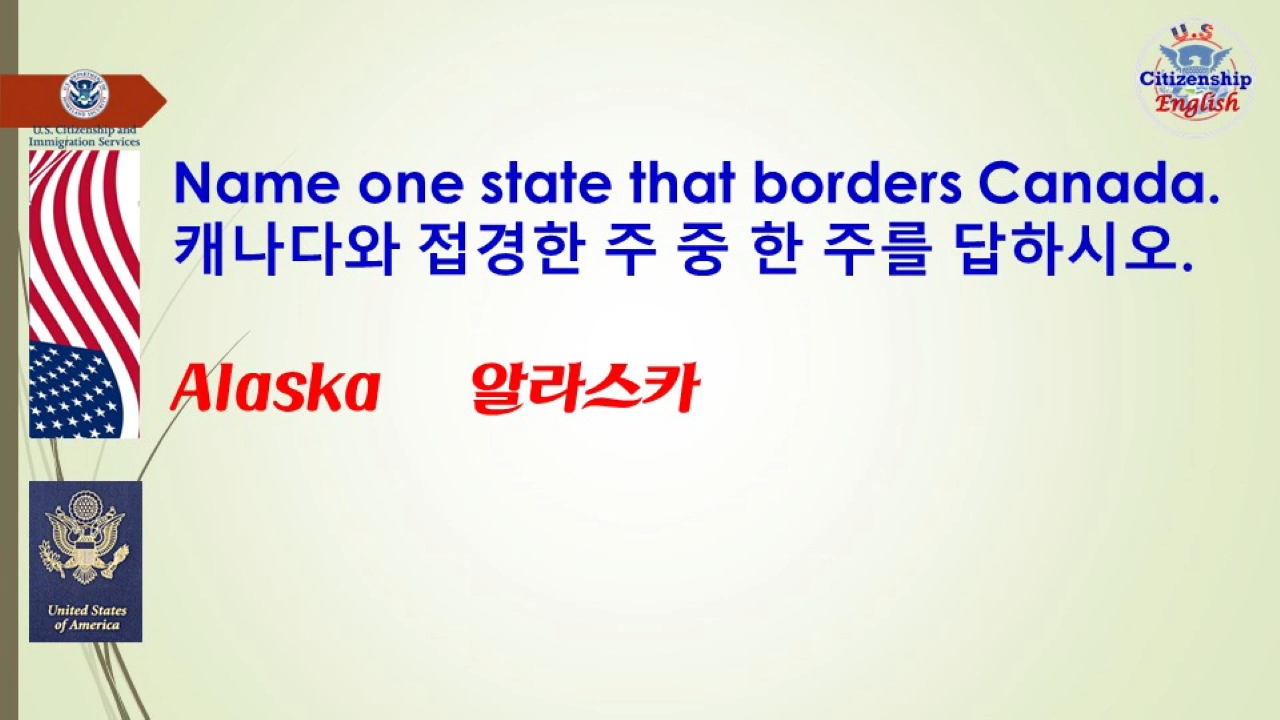 U.S
Citizenship
English
U.S. Citizenship and
Immigration Services
Name one state that borders Canada.
캐나다와 접경한 주 중 한 주를 답하시오.
Alaska 알라스카
United States
of America